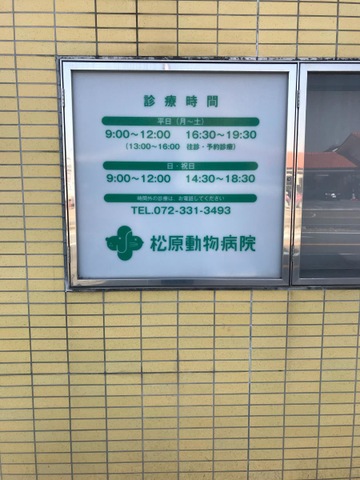 診療時間
平日（月～土）
9:00～12:00 16:30～19:30
（13:00～16:00 往診・予約診療）
日・祝日
9:00～12:00 14:30～18:30
時間外の診療は、お電話してください
TEL.072-331-3493
松原動物病院